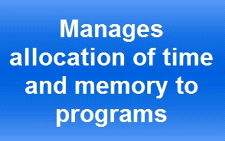 Manages
allocation of time
and memory to
programs